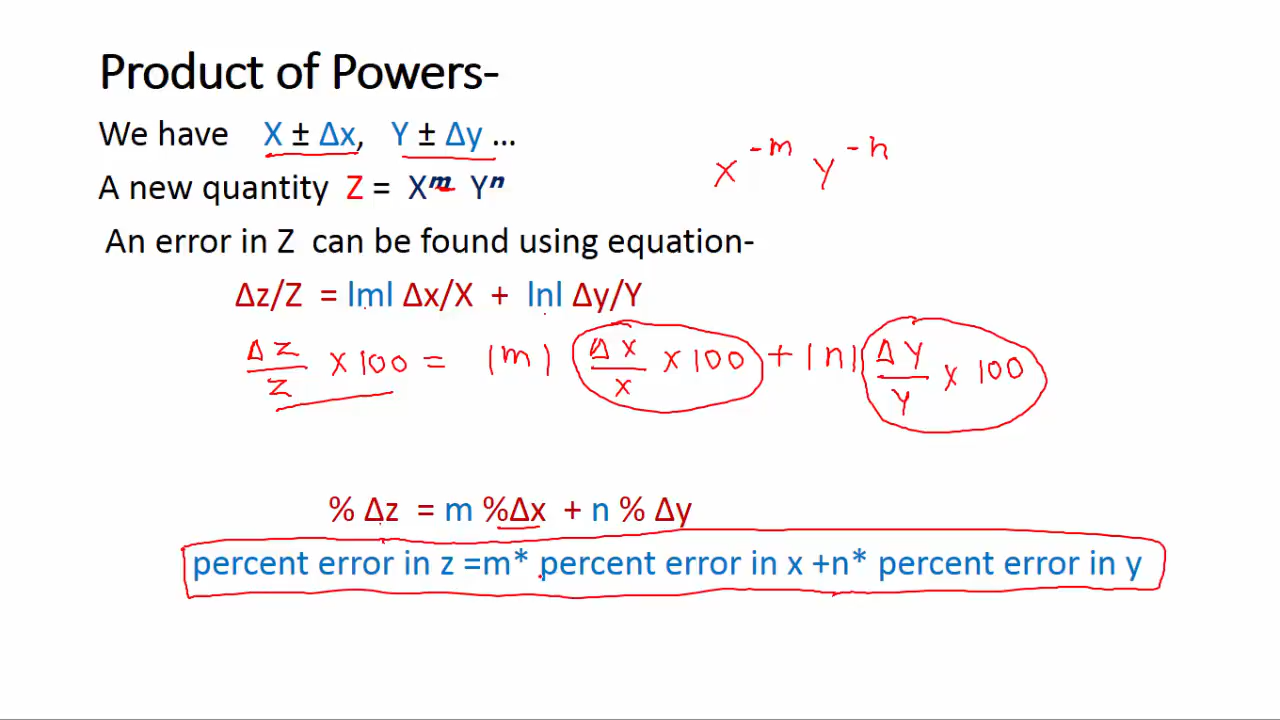 Product of Powers-
We have X ± Δx, Y ± Δy ...
x^-m y^-n
A new quantity Z = X^m Y^n
An error in Z can be found using equation-
Δz/Z = lml Δx/X + lnl Δy/Y
Δz/z × 100 = |m| Δx/x × 100 + |n| Δy/y × 100
% Δz = m %Δx + n % Δy
percent error in z =m* percent error in x +n* percent error in y